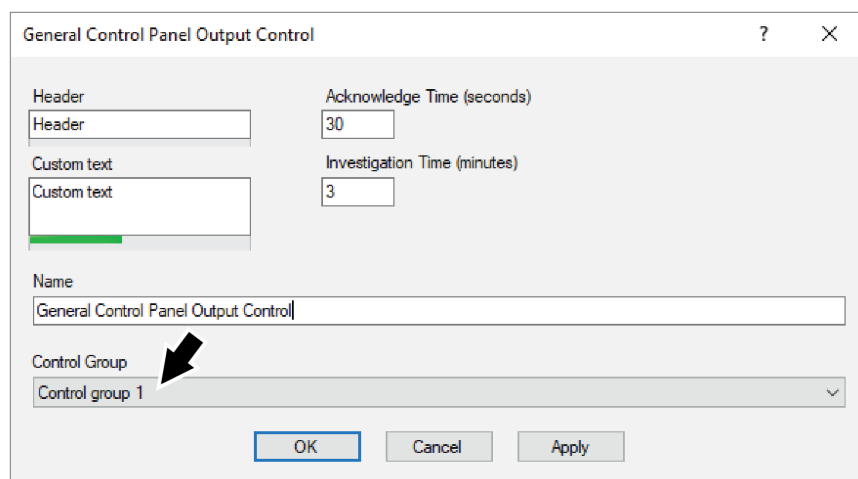 General Control Panel Output Control
?
Header
Acknowledge Time (seconds)
Header
30
Custom text
Investigation Time (minutes)
Custom text
3
Name
General Control Panel Output Control
Control Group
Control group 1
OK
Cancel
Apply